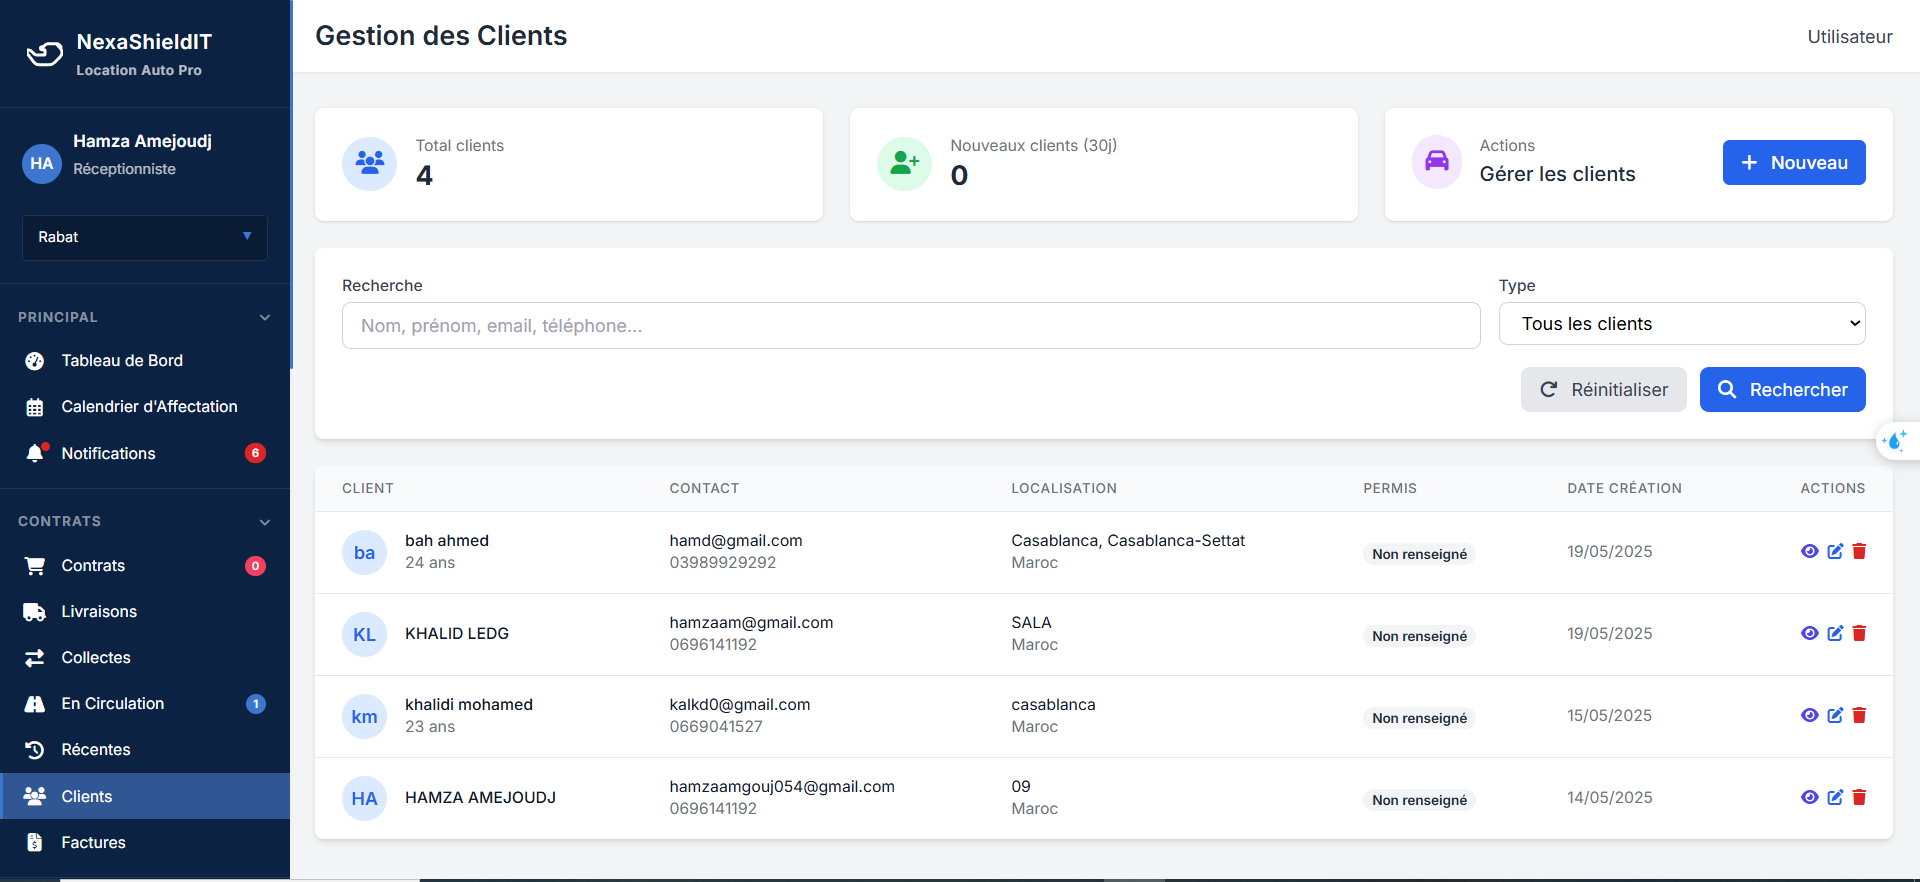 NexaShieldIT
Location Auto Pro
HA
Hamza Amejoudj
Réceptionniste
Rabat
PRINCIPAL
Tableau de Bord
Calendrier d'Affectation
Notifications 6
CONTRATS
Contrats 0
Livraisons
Collectes
En Circulation 1
Récentes
Clients
Factures
Gestion des Clients
Utilisateur
Total clients
4
Nouveaux clients (30j)
0
Actions
Gérer les clients
Nouveau
Recherche
Nom, prénom, email, téléphone...
Type
Tous les clients
Réinitialiser
Rechercher
CLIENT CONTACT LOCALISATION PERMIS DATE CRÉATION ACTIONS
ba bah ahmed hamd@gmail.com Casablanca, Casablanca-Settat Non renseigné 19/05/2025
24 ans 03989929292 Maroc
KL KHALID LEDG hamzaam@gmail.com SALA Non renseigné 19/05/2025
0696141192 Maroc
km khalidi mohamed kalkd0@gmail.com casablanca Non renseigné 15/05/2025
23 ans 0669041527 Maroc
HA HAMZA AMEJOUDJ hamzaamgouj054@gmail.com 09 Non renseigné 14/05/2025
0696141192 Maroc